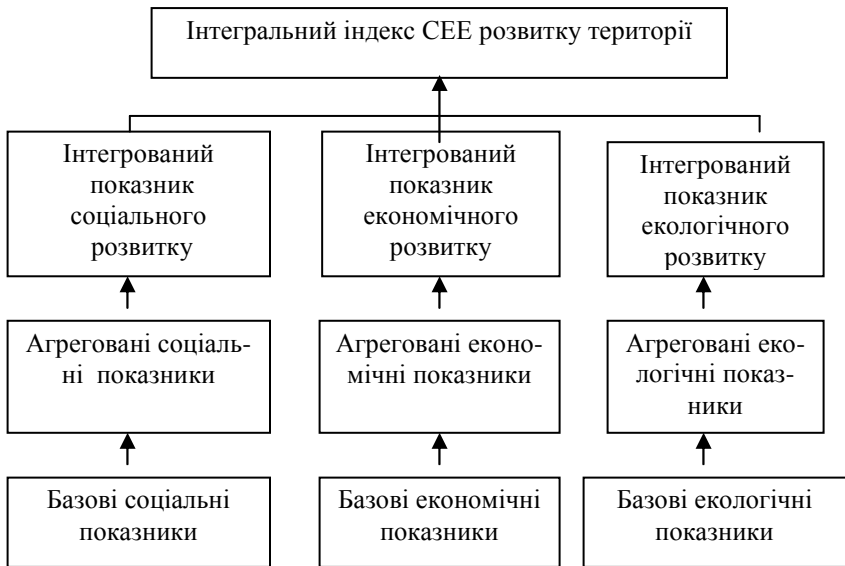 Інтегральний індекс СЕЕ розвитку території
Інтегрований
показник
соціального
розвитку
Інтегрований
показник
економічного
розвитку
Інтегрований
показник
екологічного
розвитку
Агреговані соціаль-
ні показники
Агреговані еконо-
мічні показники
Агреговані еко-
логічні показ-
ники
Базові соціальні
показники
Базові економічні
показники
Базові екологічні
показники